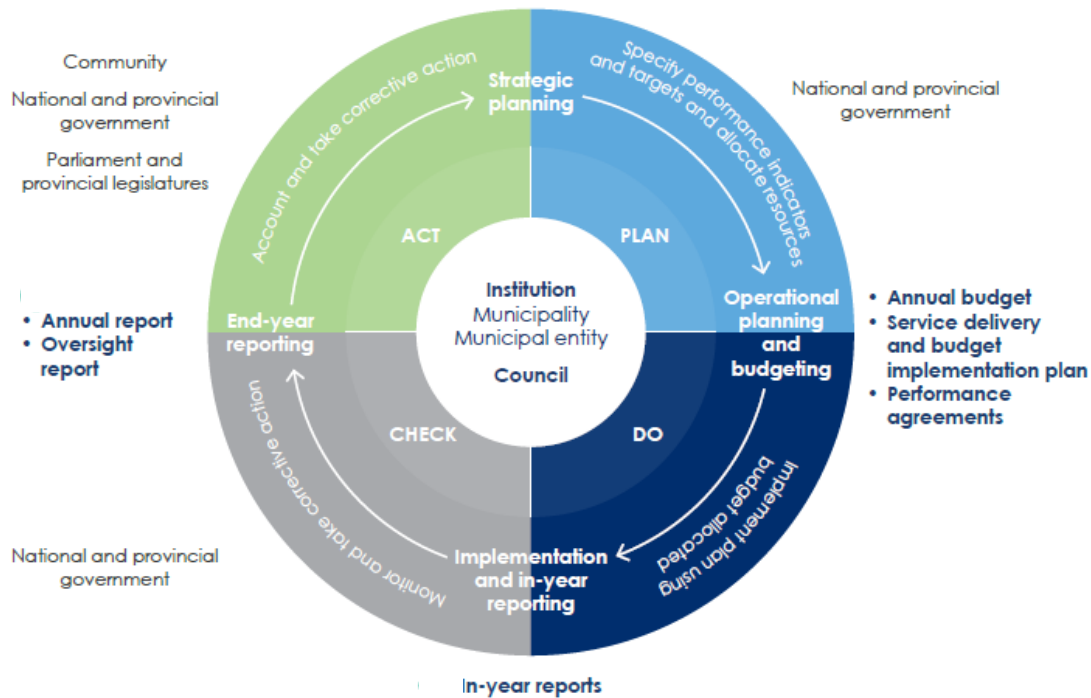 Community
National and provincial
government
Parliament and
provincial legislatures
Account and take corrective action
Strategic
planning
Specify performance indicators
and targets and allocate resources
National and provincial
government
ACT
PLAN
Institution
Municipality
Municipal entity
Council
• Annual report
• Oversight
report
End-year
reporting
Operational
planning
and
budgeting
• Annual budget
• Service delivery
and budget
implementation plan
• Performance
agreements
CHECK
DO
Monitor and take corrective action
Implement plan using
budget allocated
National and provincial
government
Implementation
and in-year
reporting
In-year reports